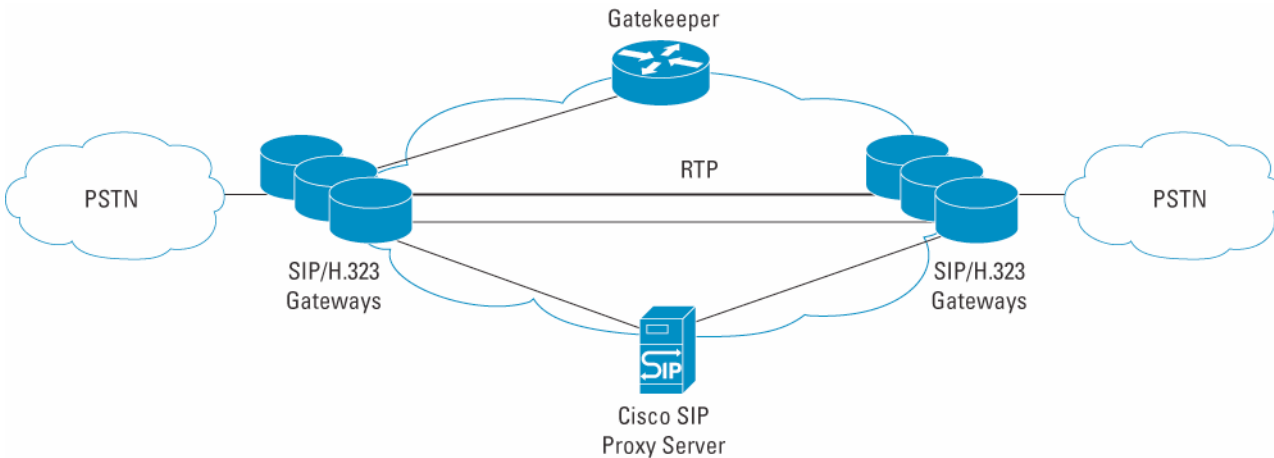 Gatekeeper
RTP
PSTN
PSTN
SIP/H.323
Gateways
SIP/H.323
Gateways
SIP
Cisco SIP
Proxy Server